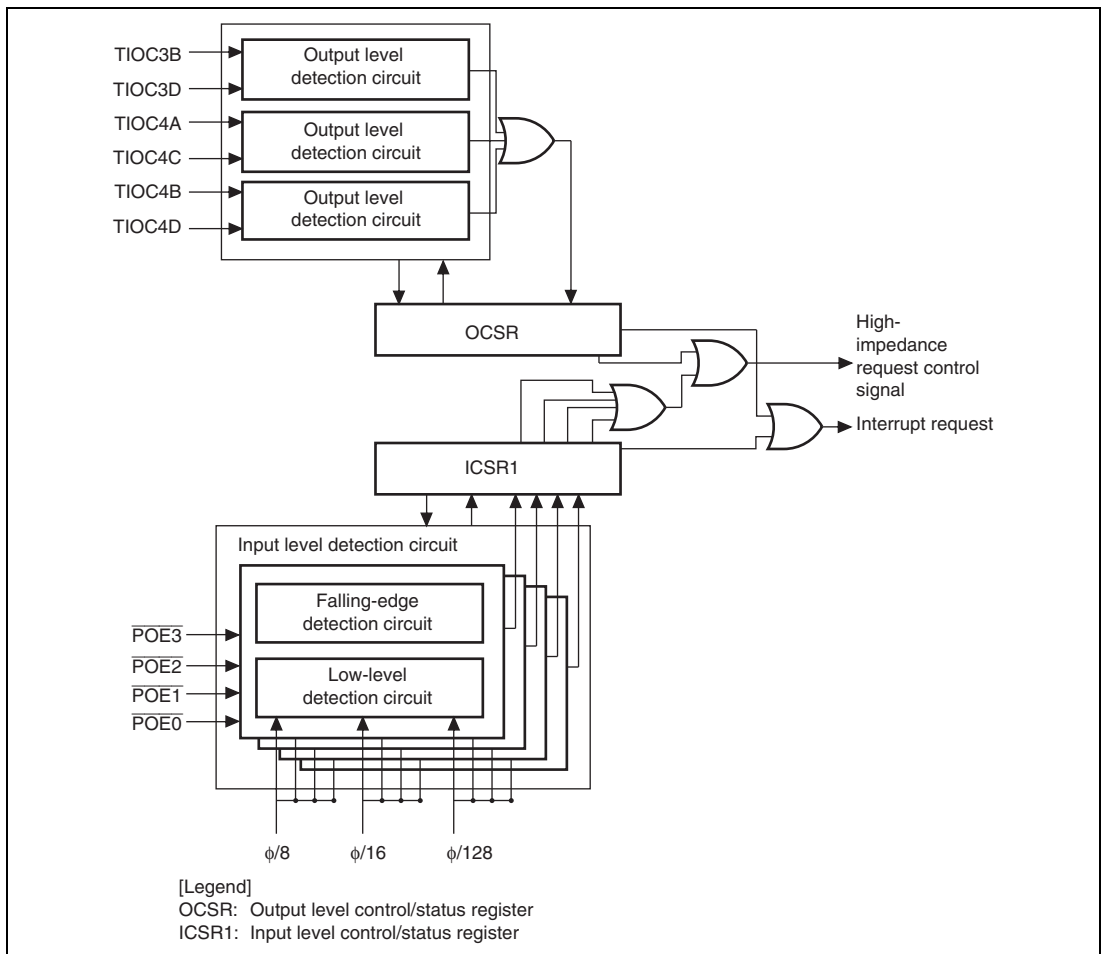 TIOC3B
TIOC3D
TIOC4A
TIOC4C
TIOC4B
TIOC4D
Output level
detection circuit
Output level
detection circuit
Output level
detection circuit
OCSR
High-
impedance
request control
signal
Interrupt request
ICSR1
Input level detection circuit
Falling-edge
detection circuit
Low-level
detection circuit
POE3
POE2
POE1
POE0
ϕ/8
ϕ/16
ϕ/128
[Legend]
OCSR: Output level control/status register
ICSR1: Input level control/status register